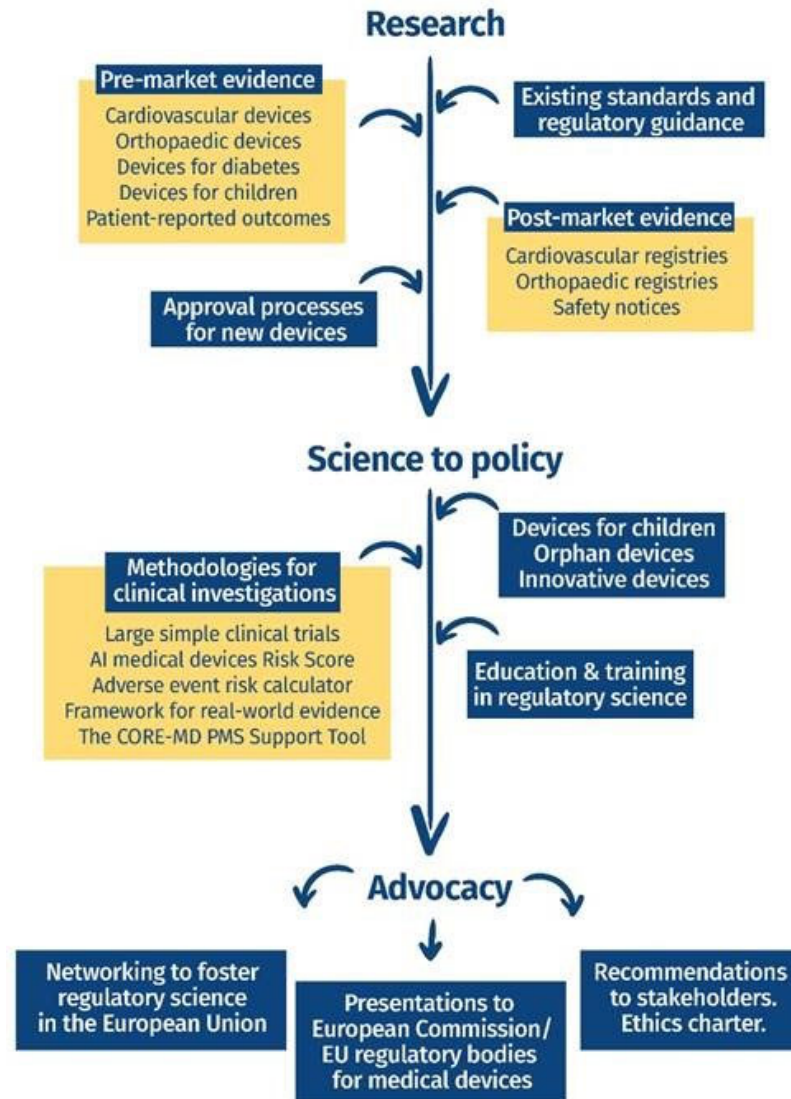 Research
Pre-market evidence
Cardiovascular devices
Orthopaedic devices
Devices for diabetes
Devices for children
Patient-reported outcomes
Existing standards and
regulatory guidance
Post-market evidence
Cardiovascular registries
Orthopaedic registries
Safety notices
Approval processes
for new devices
Science to policy
Devices for children
Orphan devices
Innovative devices
Methodologies for
clinical investigations
Large simple clinical trials
AI medical devices Risk Score
Adverse event risk calculator
Framework for real-world evidence
The CORE-MD PMS Support Tool
Education & training
in regulatory science
Advocacy
Networking to foster
regulatory science
in the European Union
Presentations to
European Commission/
EU regulatory bodies
for medical devices
Recommendations
to stakeholders.
Ethics charter.